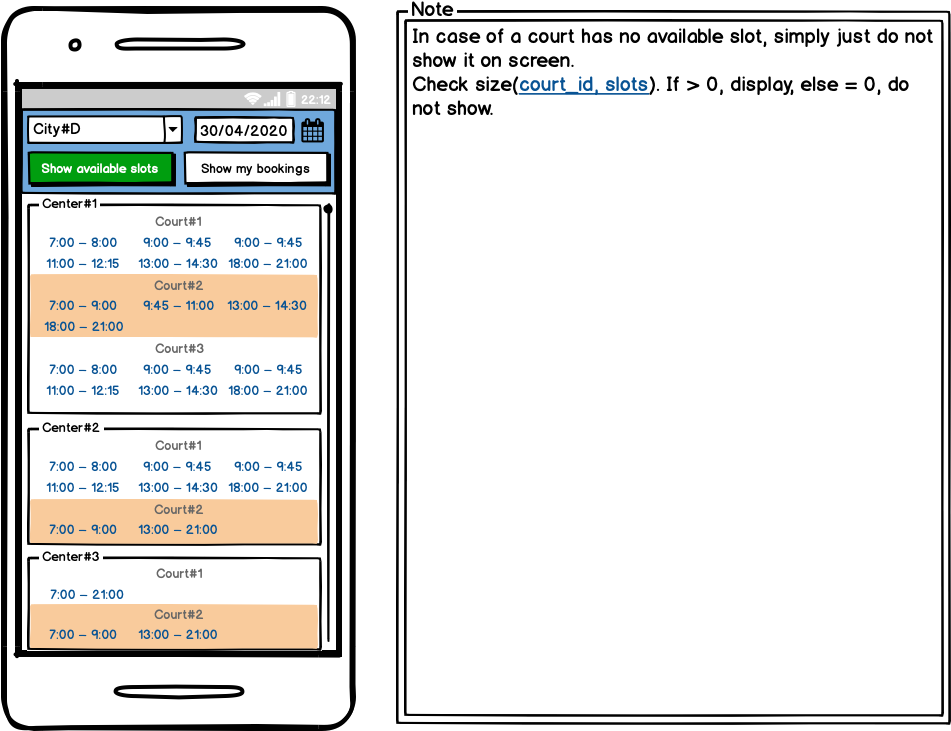 22:12
City#D
30/04/2020
Show available slots
Show my bookings
Center#1
Court#1
7:00 – 8:00 9:00 – 9:45 9:00 – 9:45
11:00 – 12:15 13:00 – 14:30 18:00 – 21:00
Court#2
7:00 – 9:00 9:45 – 11:00 13:00 – 14:30
18:00 – 21:00
Court#3
7:00 – 8:00 9:00 – 9:45 9:00 – 9:45
11:00 – 12:15 13:00 – 14:30 18:00 – 21:00
Center#2
Court#1
7:00 – 8:00 9:00 – 9:45 9:00 – 9:45
11:00 – 12:15 13:00 – 14:30 18:00 – 21:00
Court#2
7:00 – 9:00 13:00 – 21:00
Center#3
Court#1
7:00 – 21:00
Court#2
7:00 – 9:00 13:00 – 21:00
Note
In case of a court has no available slot, simply just do not
show it on screen.
Check size(court_id, slots). If > 0, display, else = 0, do
not show.